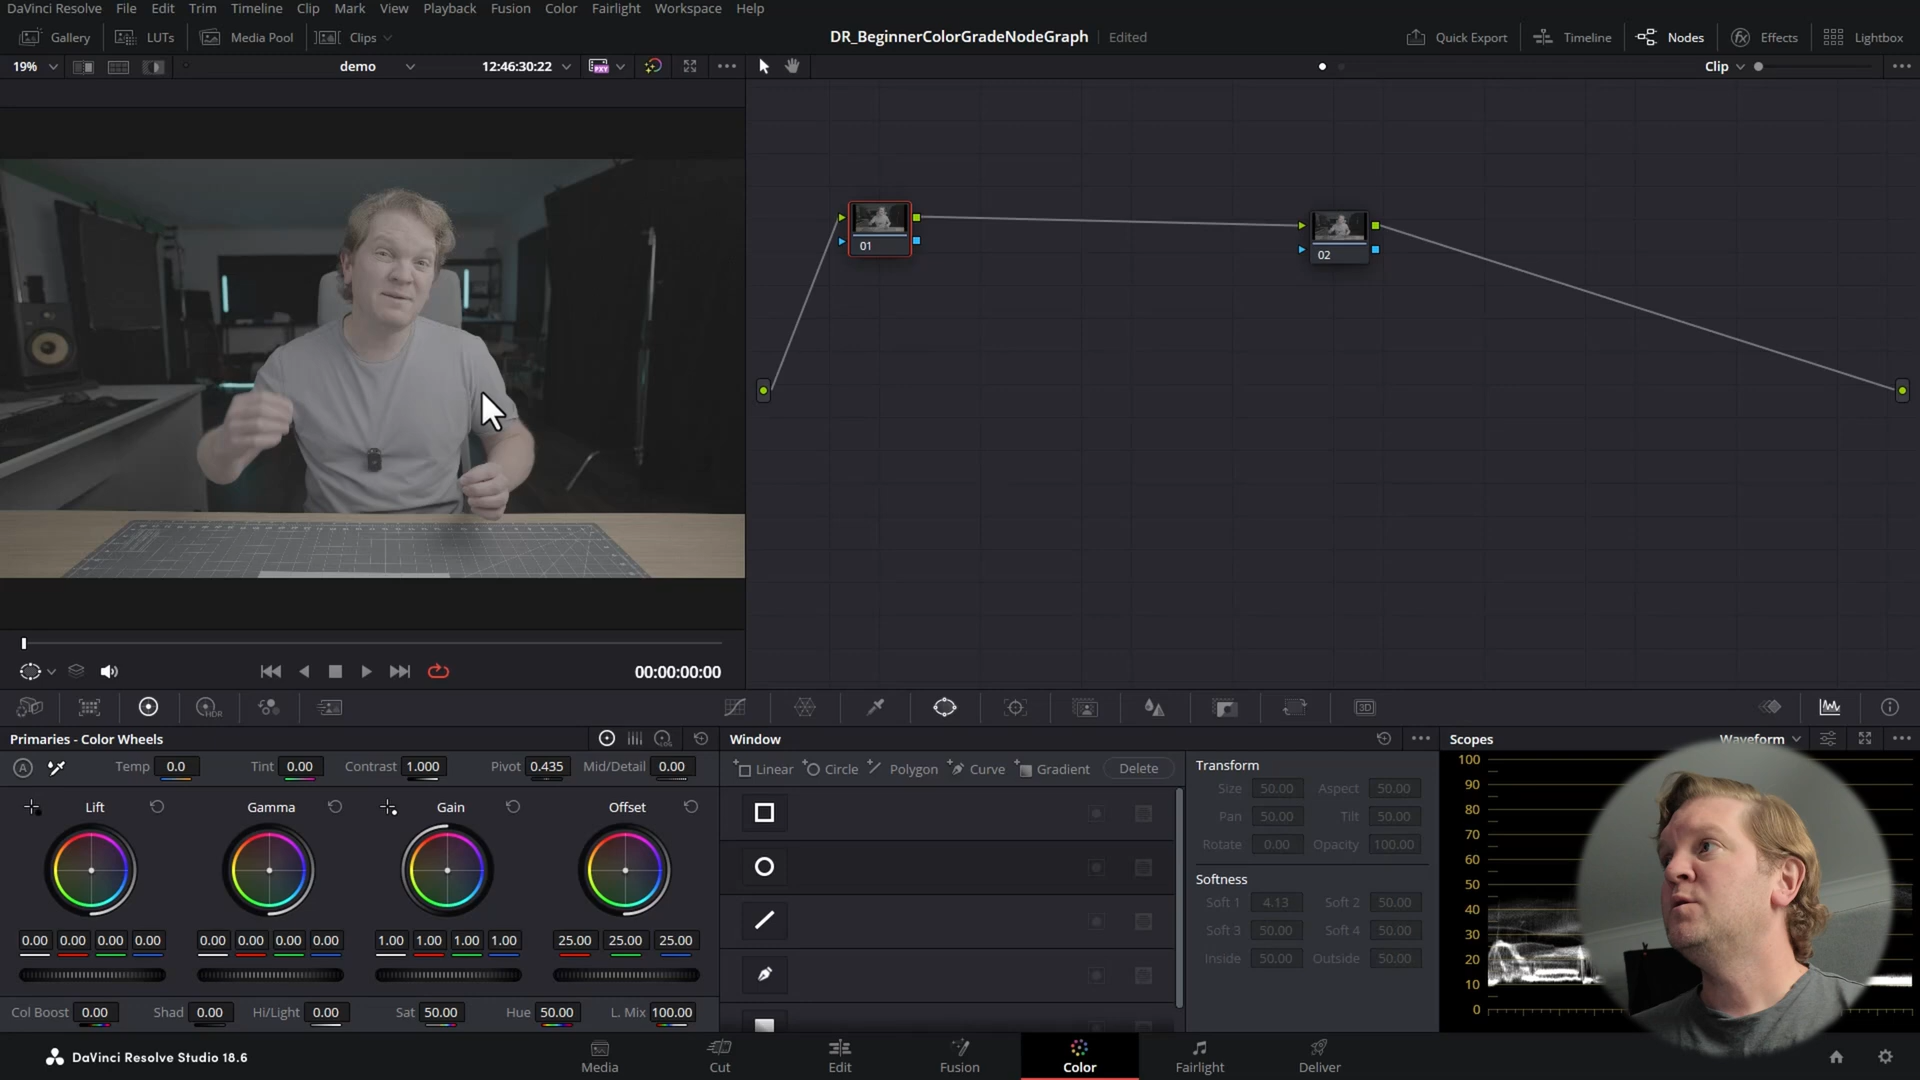 DaVinci Resolve File Edit Trim Timeline Clip Mark View Playback Fusion Color Fairlight Workspace Help
Gallery LUTs Media Pool Clips DR_BeginnerColorGradeNodeGraph Edited Quick Export Timeline Nodes Effects Lightbox
19% demo 12:46:30:22 Clip
01
02
00:00:00:00
HDR
3D
Primaries - Color Wheels
Window
Scopes
Waveform
A Temp 0.0 Tint 0.00 Contrast 1.000 Pivot 0.435 Mid/Detail 0.00
Linear Circle Polygon Curve Gradient Delete
Lift Gamma Gain Offset
0.00 0.00 0.00 0.00 0.00 0.00 0.00 0.00 1.00 1.00 1.00 1.00 25.00 25.00 25.00
Col Boost 0.00 Shad 0.00 Hi/Light 0.00 Sat 50.00 Hue 50.00 L. Mix 100.00
Transform
Size 50.00 Aspect 50.00
Pan 50.00 Tilt 50.00
Rotate 0.00 Opacity 100.00
Softness
Soft 1 4.13 Soft 2 50.00
Soft 3 50.00 Soft 4 50.00
Inside 50.00 Outside 50.00
100
90
80
70
60
50
40
30
20
10
0
DaVinci Resolve Studio 18.6
Media Cut Edit Fusion Color Fairlight Deliver